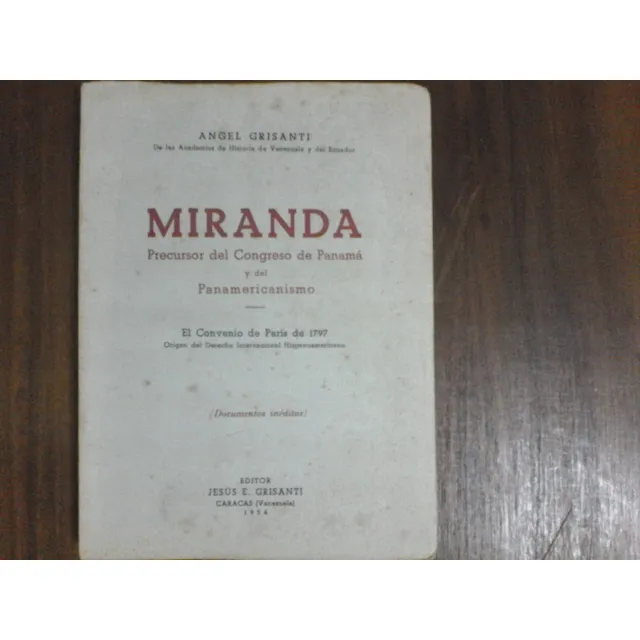 ANGEL GRISANTI
De las Academias de Historia de Venezuela y del Ecuador
MIRANDA
Precursor del Congreso de Panamá
y del
Panamericanismo
El Convenio de París de 1797
Origen del Derecho Internacional Hispanoamericano
(Documentos inéditos)
EDITOR
JESÚS E. GRISANTI
CARACAS (Venezuela)
1954